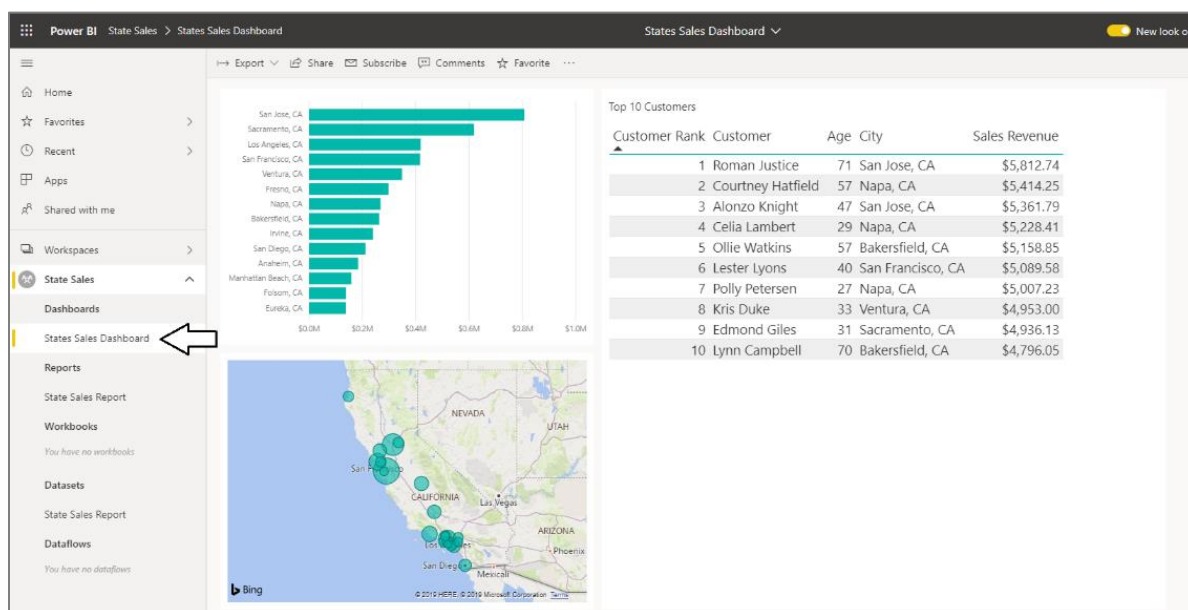 Power BI State Sales > States Sales Dashboard
States Sales Dashboard
New look o
Export Share Subscribe Comments Favorite ...
Home
Favorites
Recent
Apps
Shared with me
Workspaces
State Sales
Dashboards
States Sales Dashboard
Reports
State Sales Report
Workbooks
You have no workbooks
Datasets
State Sales Report
Dataflows
You have no dataflows
San Jose, CA
Sacramento, CA
Los Angeles, CA
San Francisco, CA
Ventura, CA
Fresno, CA
Napa, CA
Bakersfield, CA
Irvine, CA
San Diego, CA
Anaheim, CA
Manhattan Beach, CA
Folsom, CA
Eureka, CA
$0.0M $0.2M $0.4M $0.6M $0.8M $1.0M
NEVADA
UTAH
San Francisco
CALIFORNIA
Las Vegas
ARIZONA
Los Angeles
Phoenix
San Diego
Mexicali
Bing
© 2019 HERE, © 2019 Microsoft Corporation Terms
Top 10 Customers
Customer Rank Customer Age City Sales Revenue
1 Roman Justice 71 San Jose, CA $5,812.74
2 Courtney Hatfield 57 Napa, CA $5,414.25
3 Alonzo Knight 47 San Jose, CA $5,361.79
4 Celia Lambert 29 Napa, CA $5,228.41
5 Ollie Watkins 57 Bakersfield, CA $5,158.85
6 Lester Lyons 40 San Francisco, CA $5,089.58
7 Polly Petersen 27 Napa, CA $5,007.23
8 Kris Duke 33 Ventura, CA $4,953.00
9 Edmond Giles 31 Sacramento, CA $4,936.13
10 Lynn Campbell 70 Bakersfield, CA $4,796.05